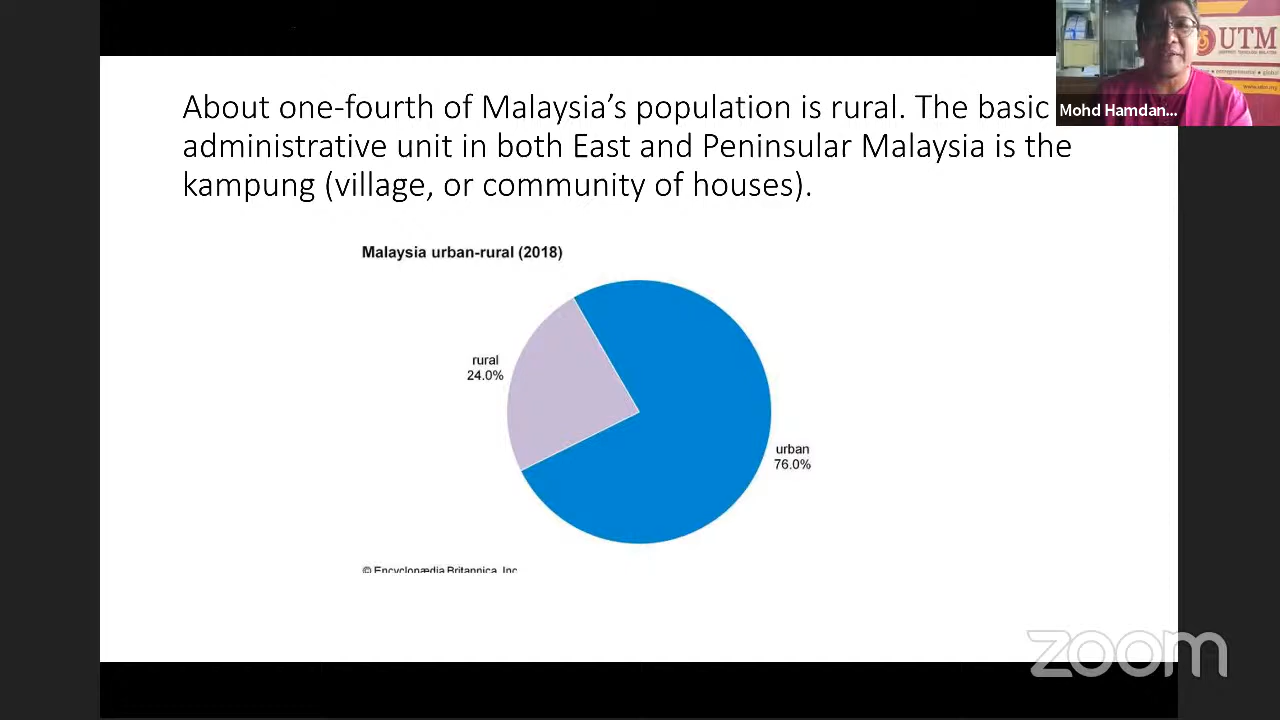 About one-fourth of Malaysia's population is rural. The basic
administrative unit in both East and Peninsular Malaysia is the
kampung (village, or community of houses).
UTM
Mohd Hamdan...
Malaysia urban-rural (2018)
rural
24.0%
urban
76.0%
© Encyclopædia Britannica, Inc
zoom